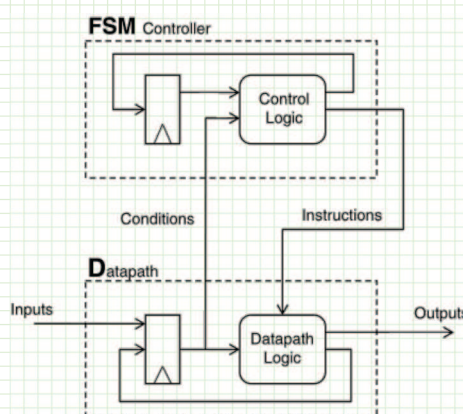 FSM Controller
Control
Logic
Conditions
Instructions
Datapath
Inputs
Outputs
Datapath
Logic